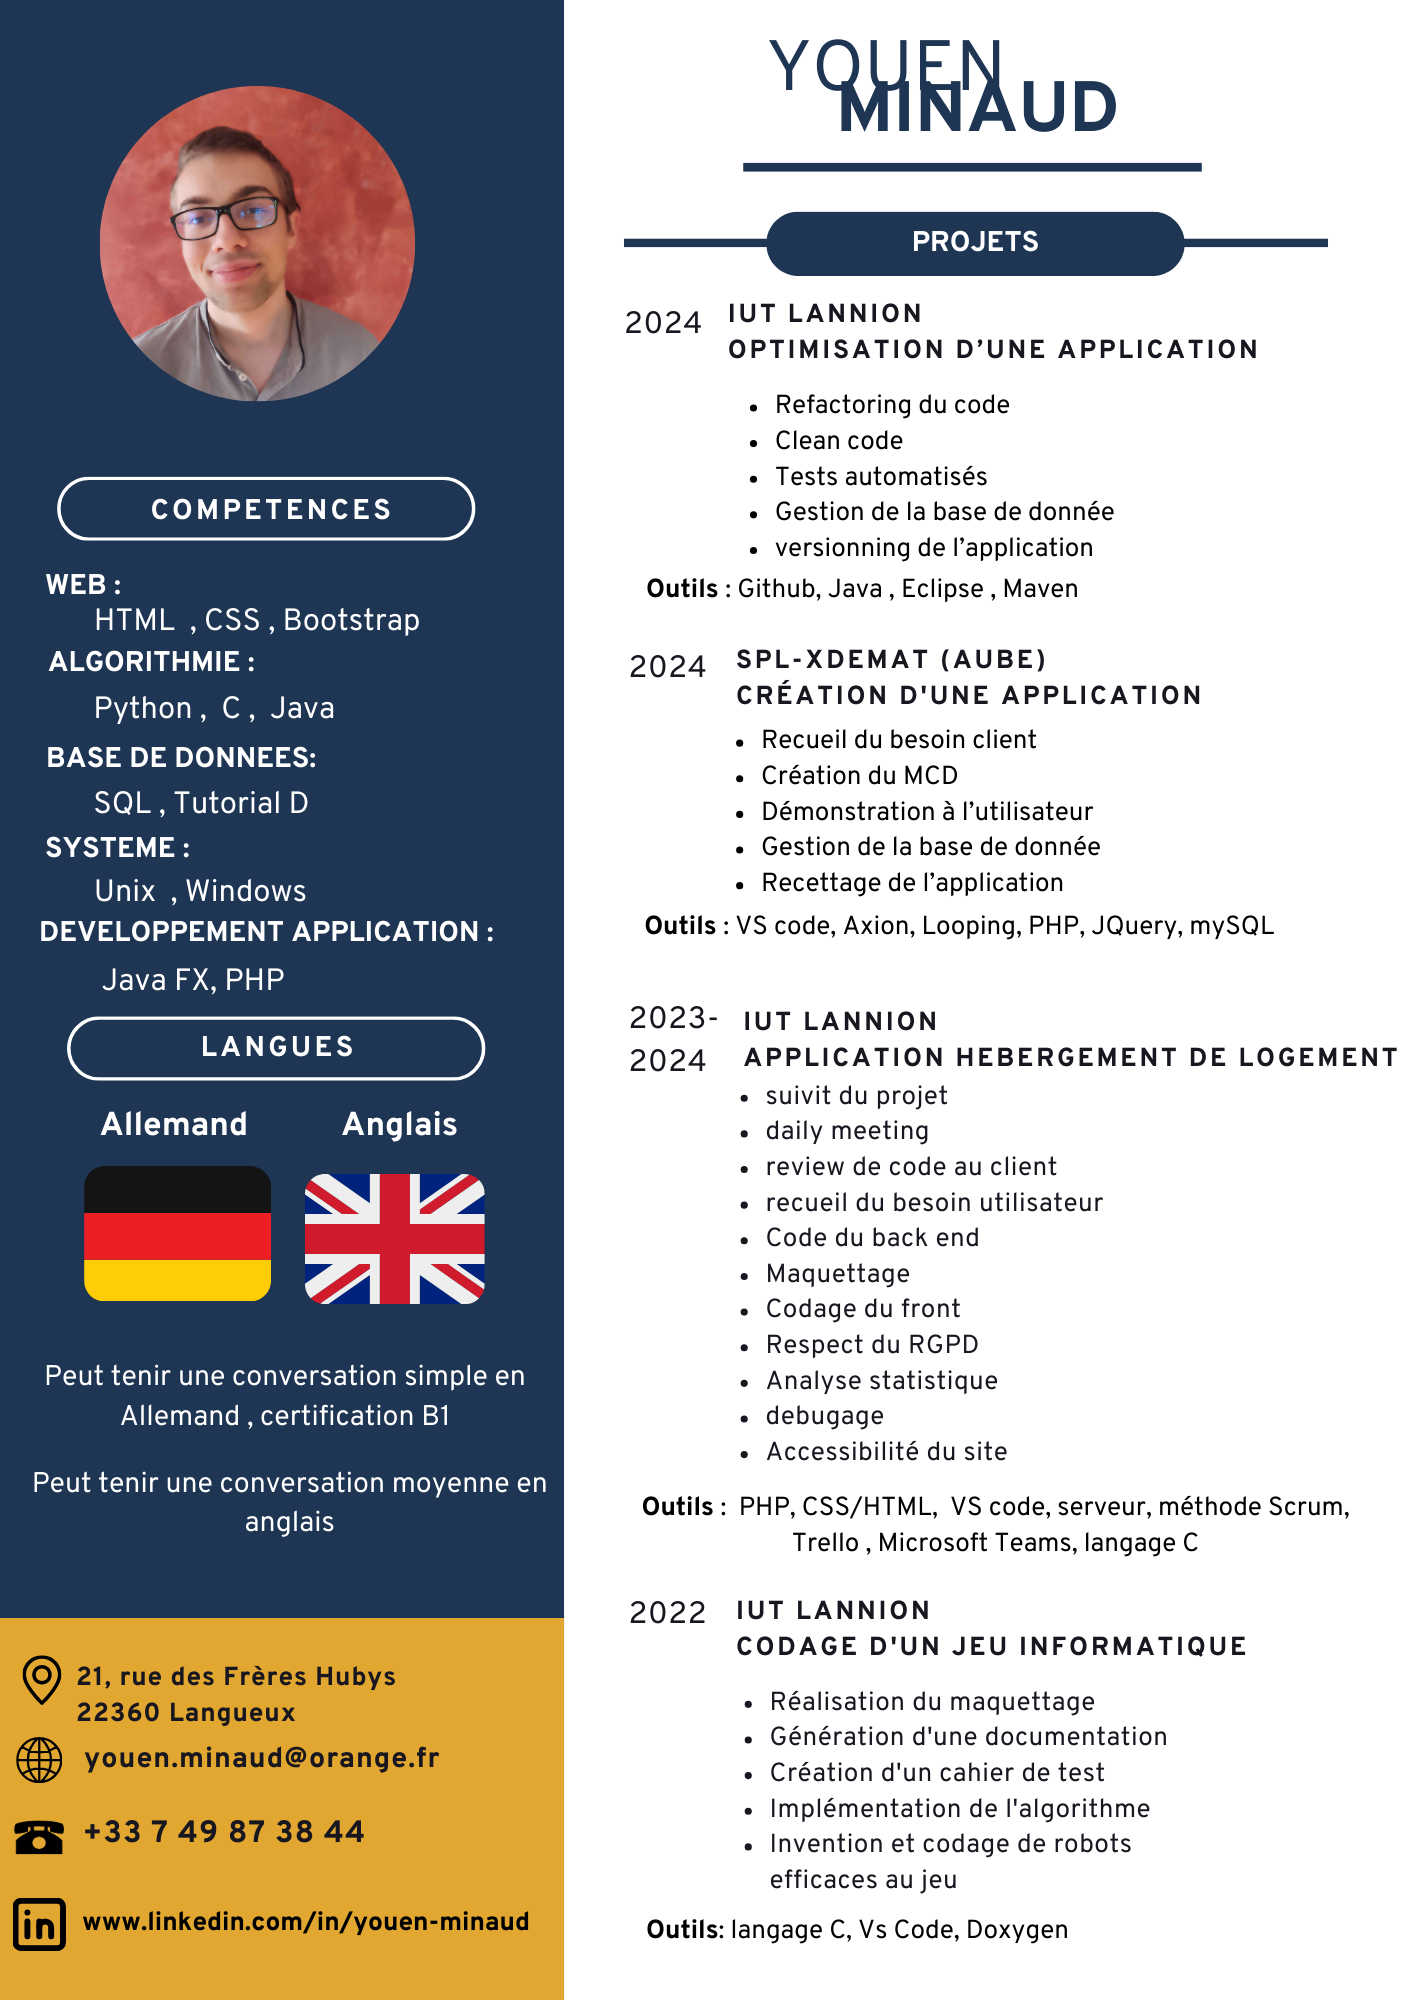 YOUEN
MINAUD
COMPETENCES
WEB :
HTML , CSS , Bootstrap
ALGORITHMIE :
Python , C , Java
BASE DE DONNEES:
SQL , Tutorial D
SYSTEME :
Unix , Windows
DEVELOPPEMENT APPLICATION :
Java FX, PHP
LANGUES
Allemand Anglais
Peut tenir une conversation simple en
Allemand , certification B1
Peut tenir une conversation moyenne en
anglais
21, rue des Frères Hubys
22360 Langueux
youen.minaud@orange.fr
+33 7 49 87 38 44
in www.linkedin.com/in/youen-minaud
PROJETS
2024
IUT LANNION
OPTIMISATION D’UNE APPLICATION
• Refactoring du code
• Clean code
• Tests automatisés
• Gestion de la base de donnée
• versionning de l’application
Outils : Github, Java , Eclipse , Maven
2024
SPL-XDEMAT (AUBE)
CRÉATION D'UNE APPLICATION
• Recueil du besoin client
• Création du MCD
• Démonstration à l’utilisateur
• Gestion de la base de donnée
• Recettage de l’application
Outils : VS code, Axion, Looping, PHP, JQuery, mySQL
2023-
2024
IUT LANNION
APPLICATION HEBERGEMENT DE LOGEMENT
• suivit du projet
• daily meeting
• review de code au client
• recueil du besoin utilisateur
• Code du back end
• Maquettage
• Codage du front
• Respect du RGPD
• Analyse statistique
• debugage
• Accessibilité du site
Outils : PHP, CSS/HTML, VS code, serveur, méthode Scrum,
Trello , Microsoft Teams, langage C
2022
IUT LANNION
CODAGE D'UN JEU INFORMATIQUE
• Réalisation du maquettage
• Génération d'une documentation
• Création d'un cahier de test
• Implémentation de l'algorithme
• Invention et codage de robots
efficaces au jeu
Outils: langage C, Vs Code, Doxygen